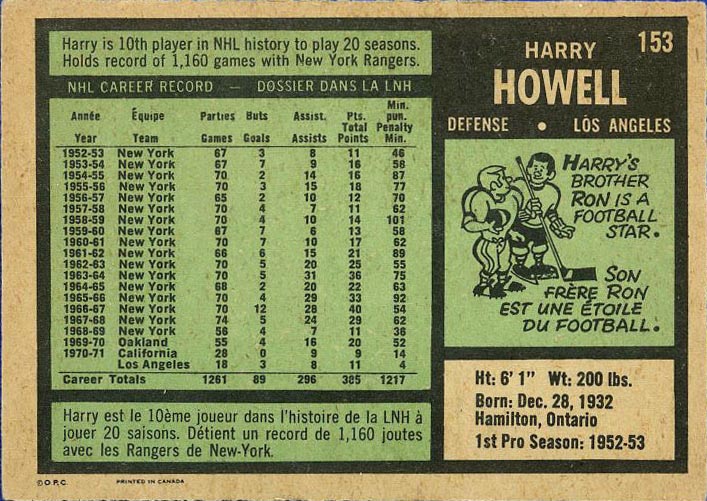 Harry is 10th player in NHL history to play 20 seasons.
Holds record of 1,160 games with New York Rangers.
NHL CAREER RECORD — DOSSIER DANS LA LNH
Année Équipe Parties Buts Assist. Pts. Min. pun.
Year Team Games Goals Assists Total Points Penalty Min.
1952-53 New York 67 3 8 11 46
1953-54 New York 67 7 9 16 58
1954-55 New York 70 2 14 16 87
1955-56 New York 70 3 15 18 77
1956-57 New York 65 2 10 12 70
1957-58 New York 70 4 7 11 62
1958-59 New York 70 4 10 14 101
1959-60 New York 67 7 6 13 58
1960-61 New York 70 7 10 17 62
1961-62 New York 66 6 15 21 89
1962-63 New York 70 5 20 25 55
1963-64 New York 70 5 31 36 75
1964-65 New York 68 2 20 22 63
1965-66 New York 70 4 29 33 92
1966-67 New York 70 12 28 40 54
1967-68 New York 74 5 24 29 62
1968-69 New York 56 4 7 11 36
1969-70 Oakland 55 4 16 20 52
1970-71 California 28 0 9 9 14
Los Angeles 18 3 8 11 4
Career Totals 1261 89 296 385 1217
Harry est le 10ème joueur dans l'histoire de la LNH à
jouer 20 saisons. Détient un record de 1,160 joutes
avec les Rangers de New-York.
©O.P.C. PRINTED IN CANADA
153
HARRY
HOWELL
DEFENSE • LOS ANGELES
HARRY'S
BROTHER
RON IS A
FOOTBALL
STAR.
SON
FRÈRE RON
EST UNE ÉTOILE
DU FOOTBALL.
Ht: 6' 1" Wt: 200 lbs.
Born: Dec. 28, 1932
Hamilton, Ontario
1st Pro Season: 1952-53